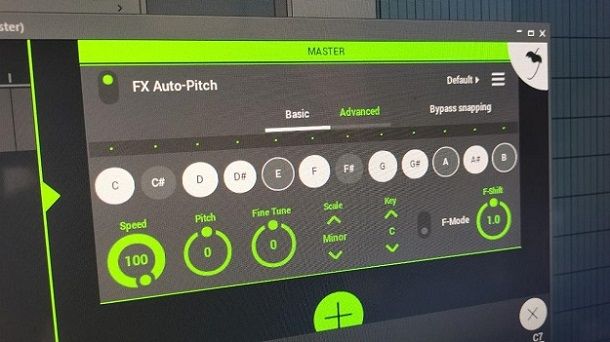 ster)
MASTER
FX Auto-Pitch
Default
Basic
Advanced
Bypass snapping
C C# D D# E F F# G G# A A# B
Speed
100
Pitch
0
Fine Tune
0
Scale
Minor
Key
C
F-Mode
F-Shift
1.0
C7